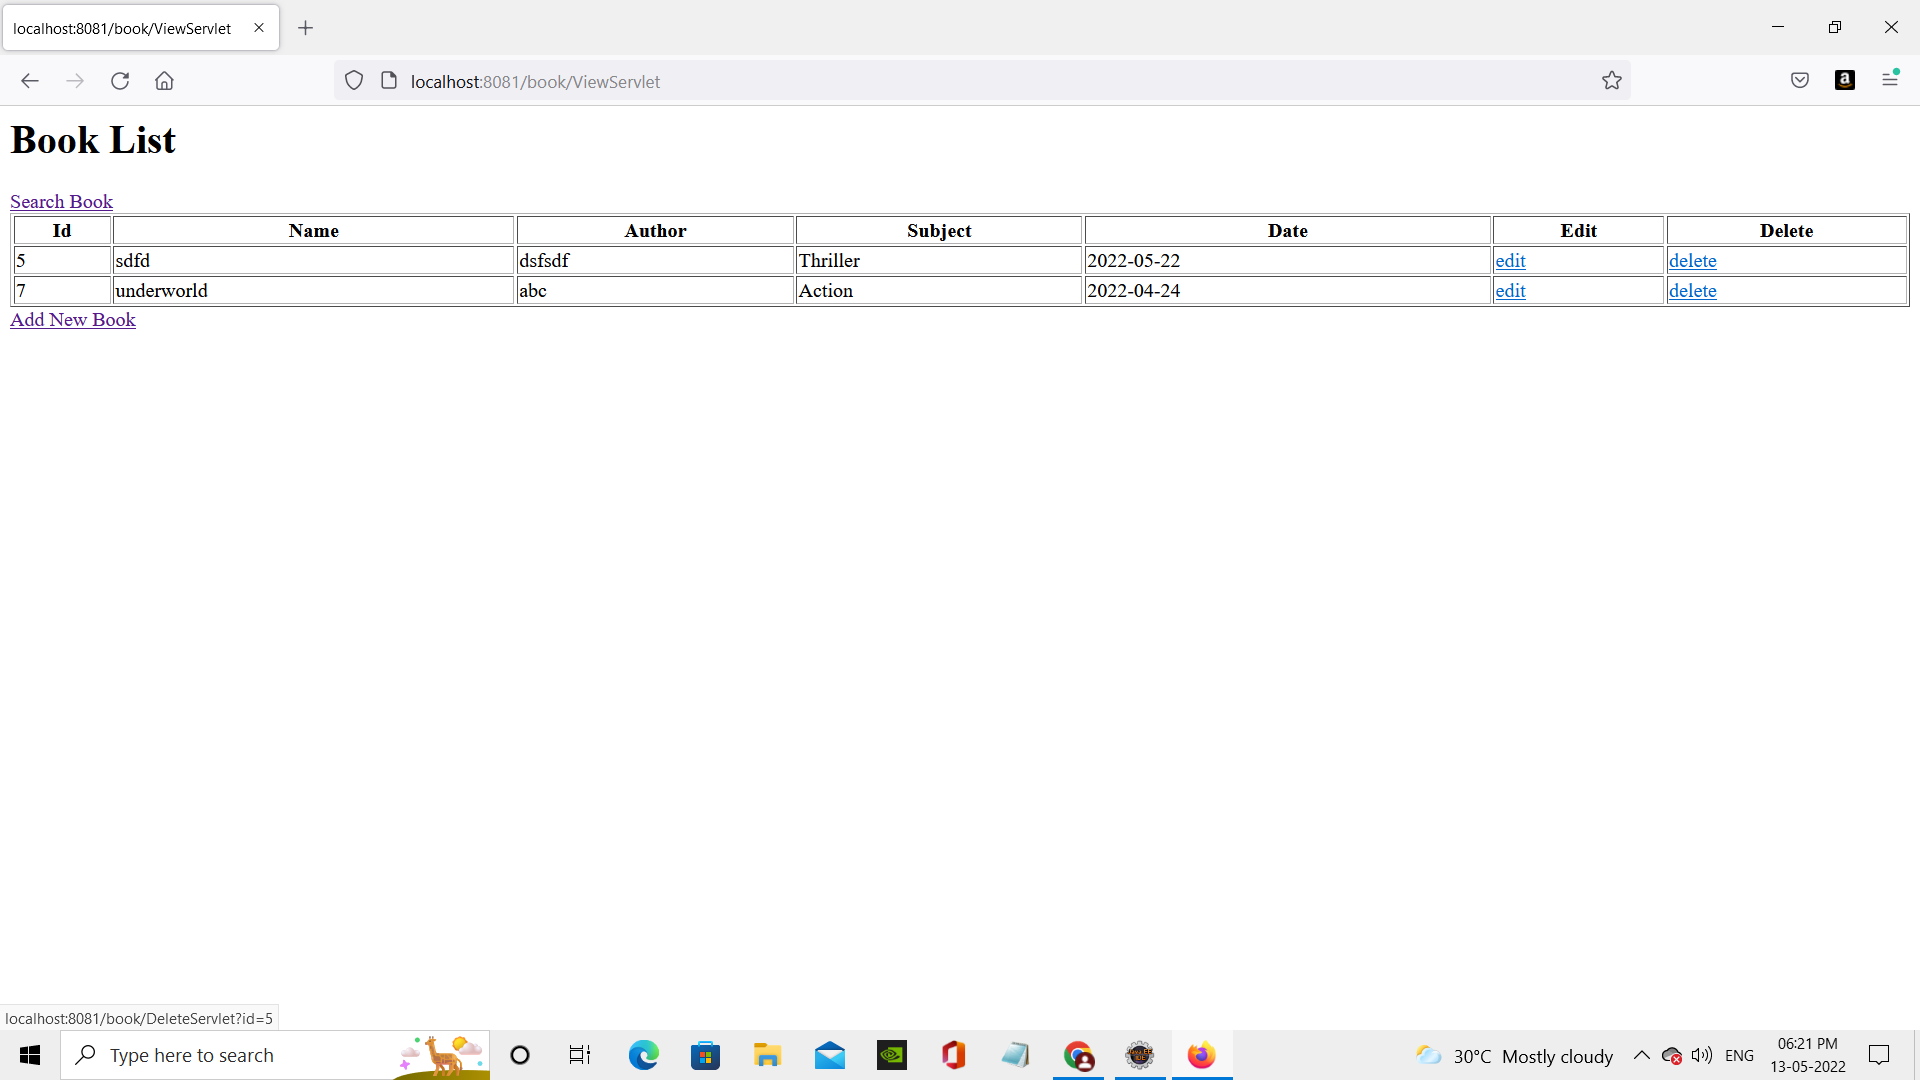 localhost:8081/book/ViewServlet
localhost:8081/book/ViewServlet
Book List
Search Book
Id Name Author Subject Date Edit Delete
5 sdfd dsfsdf Thriller 2022-05-22 edit delete
7 underworld abc Action 2022-04-24 edit delete
Add New Book
localhost:8081/book/DeleteServlet?id=5
Type here to search
30°C Mostly cloudy
ENG
06:21 PM
13-05-2022